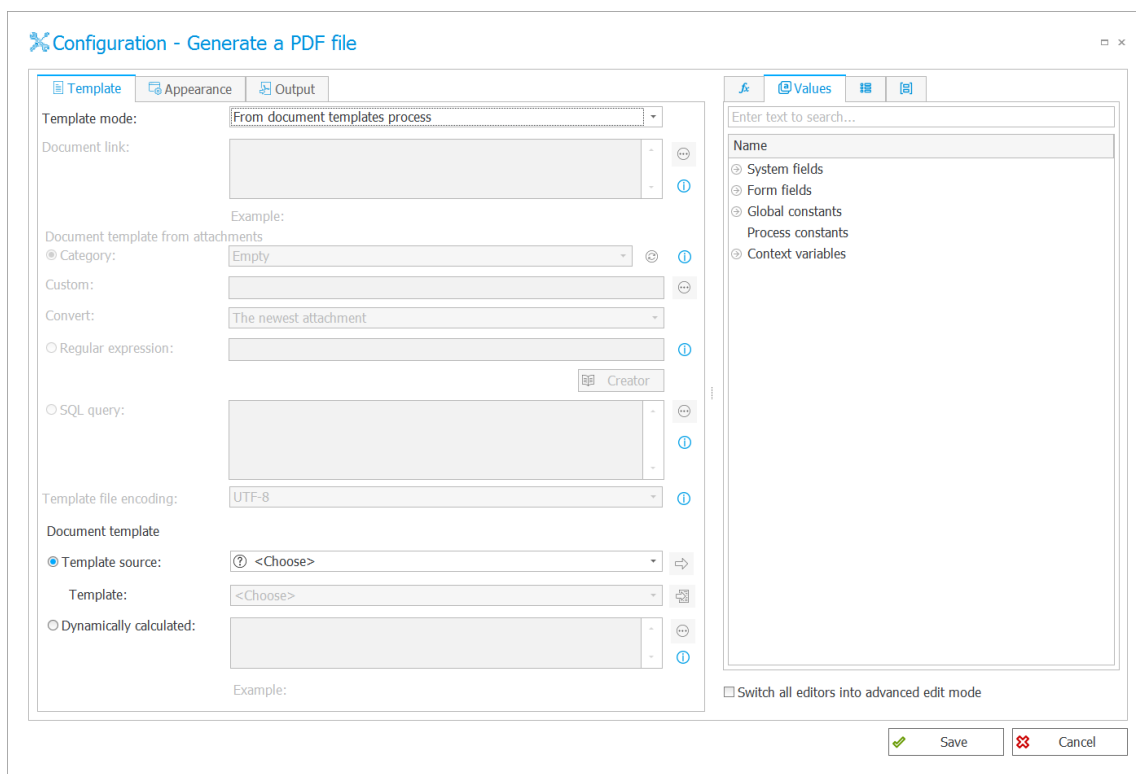 Configuration - Generate a PDF file
Template Appearance Output
Template mode: From document templates process
Document link:
Example:
Document template from attachments
Category: Empty
Custom:
Convert: The newest attachment
Regular expression:
Creator
SQL query:
Template file encoding: UTF-8
Document template
Template source: <Choose>
Template: <Choose>
Dynamically calculated:
Example:
fx Values
Enter text to search...
Name
System fields
Form fields
Global constants
Process constants
Context variables
Switch all editors into advanced edit mode
Save Cancel